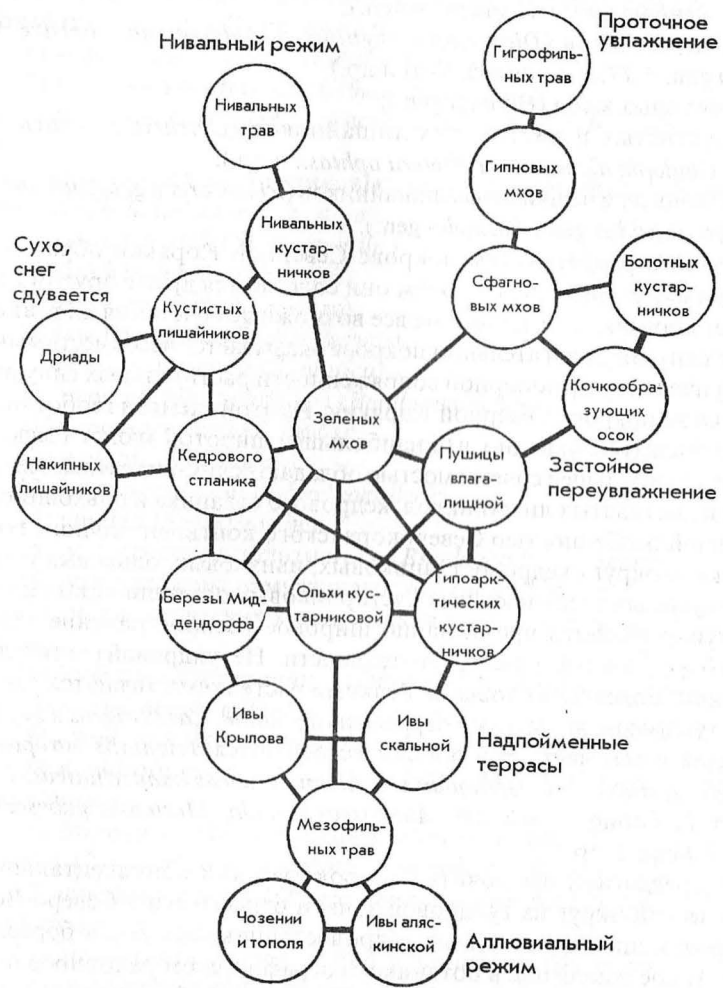 Проточное
увлажнение
Нивальный режим
Гигрофиль-
ных трав
Нивальных
трав
Гипновых
мхов
Нивальных
кустар-
ничков
Сухо,
снег
сдувается
Кустистых
лишайников
Сфагно-
вых мхов
Болотных
кустар-
ничков
Дриады
Зеленых
мхов
Кочкообра-
зующих
осок
Накипных
лишайников
Кедрового
стланика
Пушицы
влага-
лищной
Застойное
переувлажнение
Березы Мид-
дендорфа
Ольхи кус-
тарниковой
Гипоарк-
тических
кустар-
ничков
Ивы
Крылова
Ивы
скальной
Надпойменные
террасы
Мезофиль-
ных трав
Чозении
и тополя
Ивы аляс-
кинской
Аллювиальный
режим